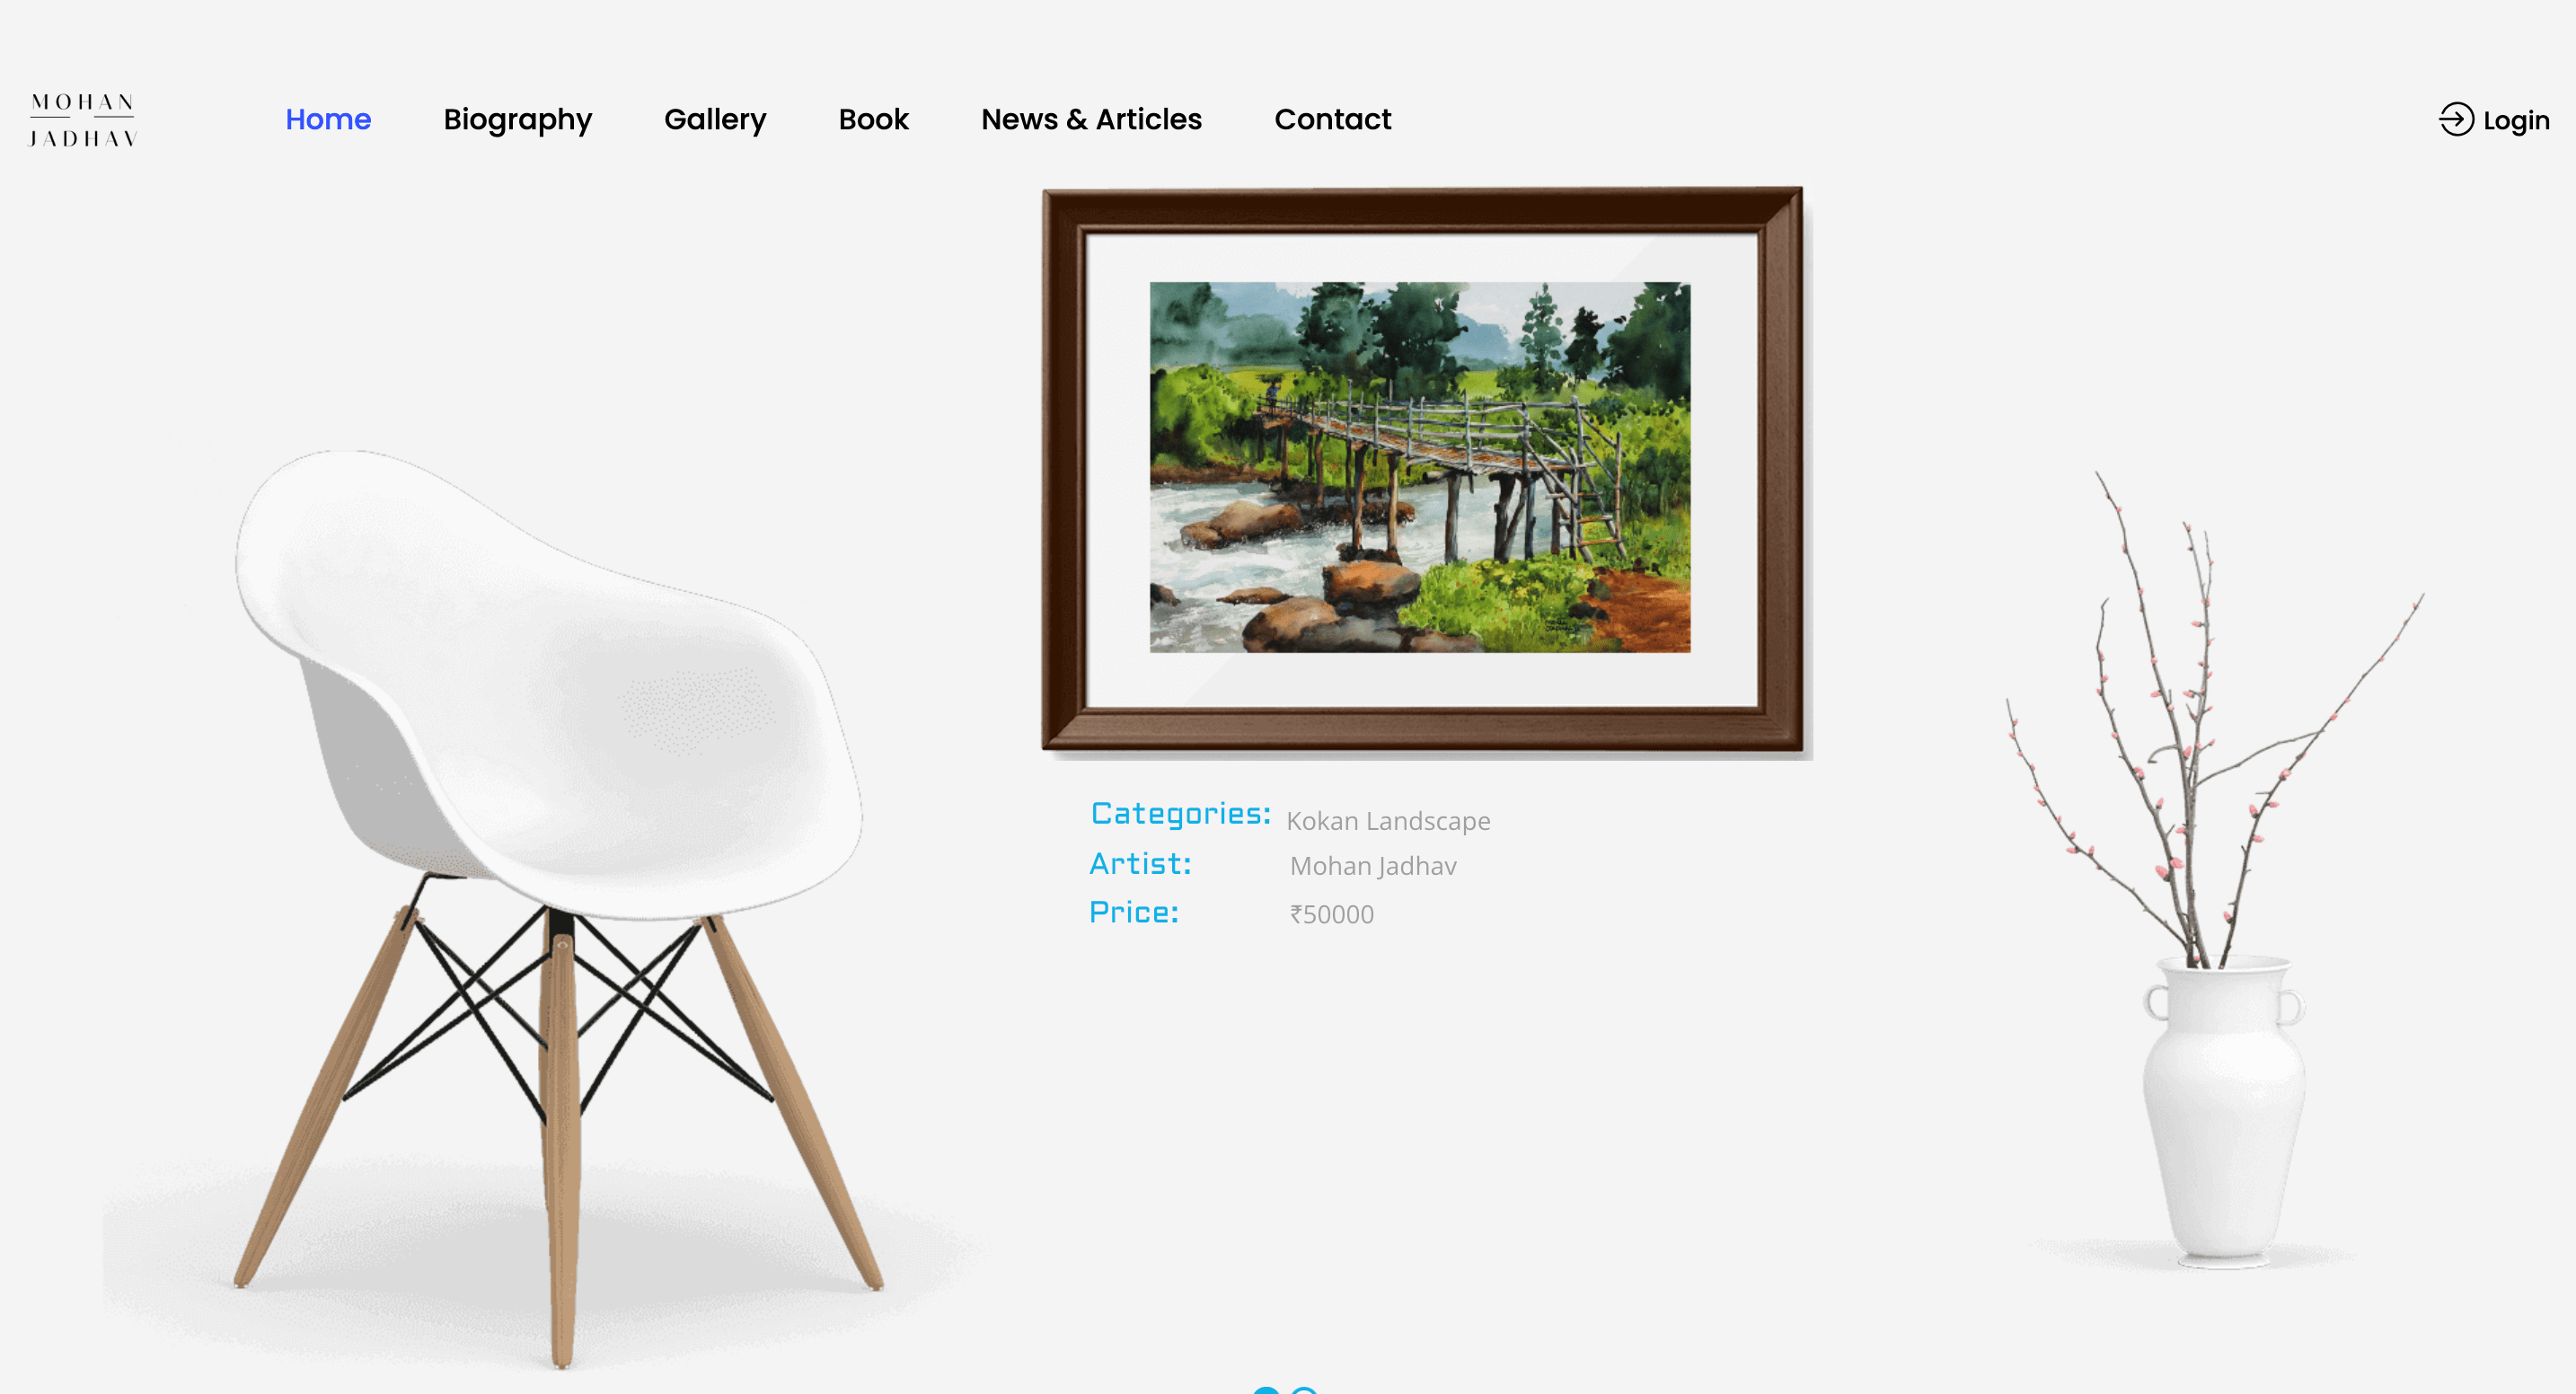 MOHAN
JADHAV
Home Biography Gallery Book News & Articles Contact
Login
Categories: Kokan Landscape
Artist: Mohan Jadhav
Price: ₹50000